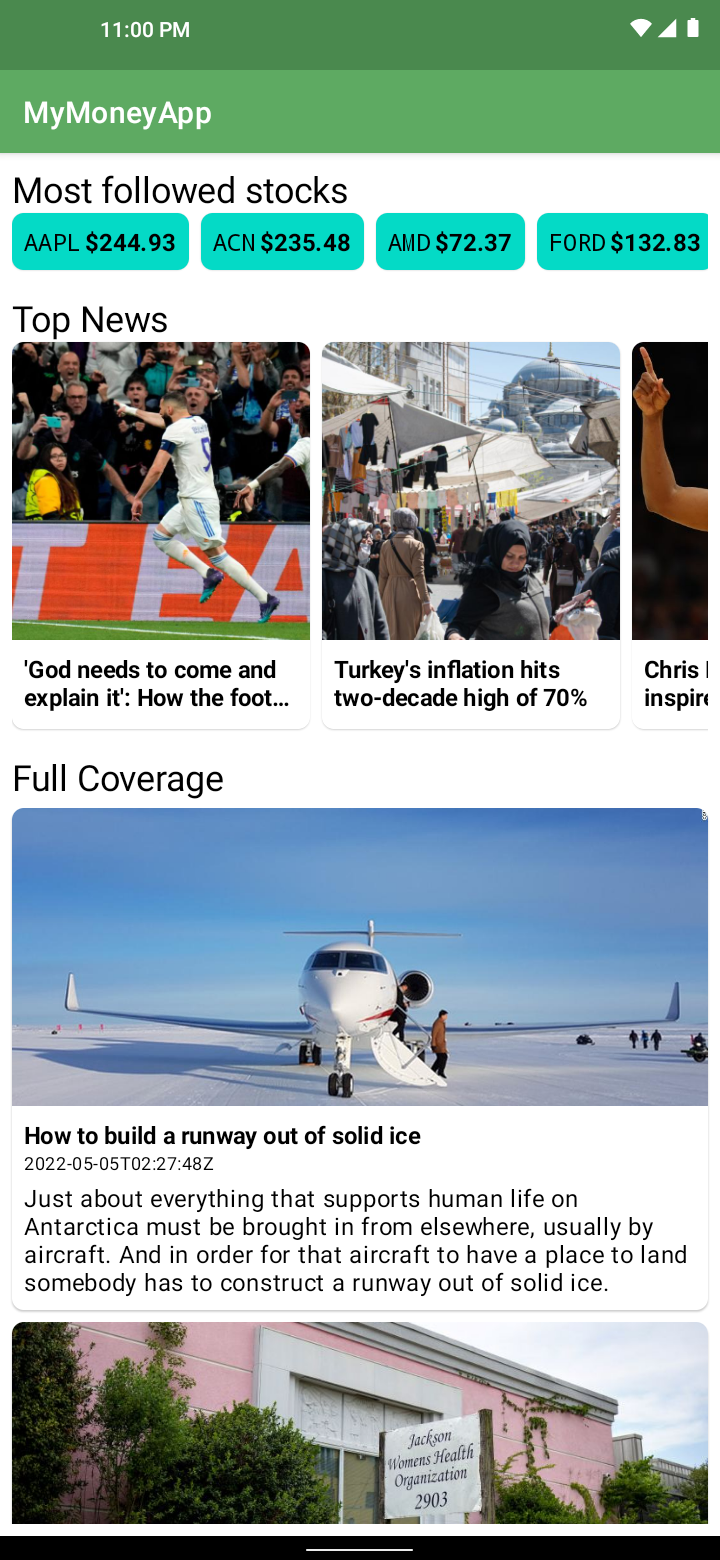 11:00 PM
MyMoneyApp
Most followed stocks
AAPL $244.93
ACN $235.48
AMD $72.37
FORD $132.83
Top News
'God needs to come and
explain it': How the foot...
Turkey's inflation hits
two-decade high of 70%
Chris
inspire
Full Coverage
How to build a runway out of solid ice
2022-05-05T02:27:48Z
Just about everything that supports human life on
Antarctica must be brought in from elsewhere, usually by
aircraft. And in order for that aircraft to have a place to land
somebody has to construct a runway out of solid ice.
Jackson
Womens Health
Organization
2903